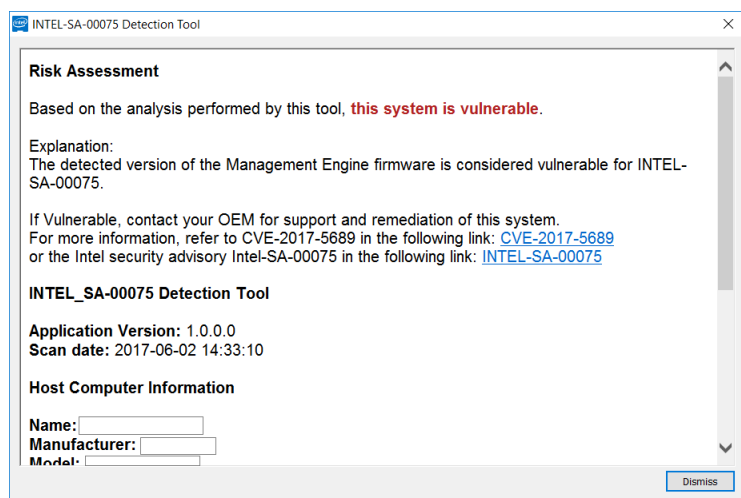 INTEL-SA-00075 Detection Tool
Risk Assessment
Based on the analysis performed by this tool, this system is vulnerable.
Explanation:
The detected version of the Management Engine firmware is considered vulnerable for INTEL-
SA-00075.
If Vulnerable, contact your OEM for support and remediation of this system.
For more information, refer to CVE-2017-5689 in the following link: CVE-2017-5689
or the Intel security advisory Intel-SA-00075 in the following link: INTEL-SA-00075
INTEL_SA-00075 Detection Tool
Application Version: 1.0.0.0
Scan date: 2017-06-02 14:33:10
Host Computer Information
Name:
Manufacturer:
Model:
Dismiss